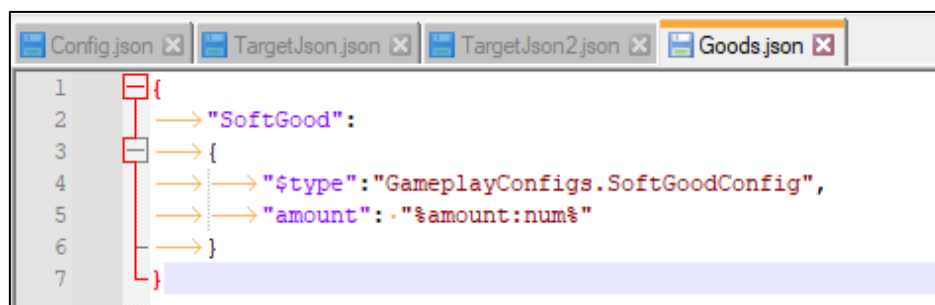 Config.json TargetJson.json TargetJson2.json Goods.json
1 {
2 "SoftGood":
3 {
4 "$type":"GameplayConfigs.SoftGoodConfig",
5 "amount": "%amount:num%"
6 }
7 }